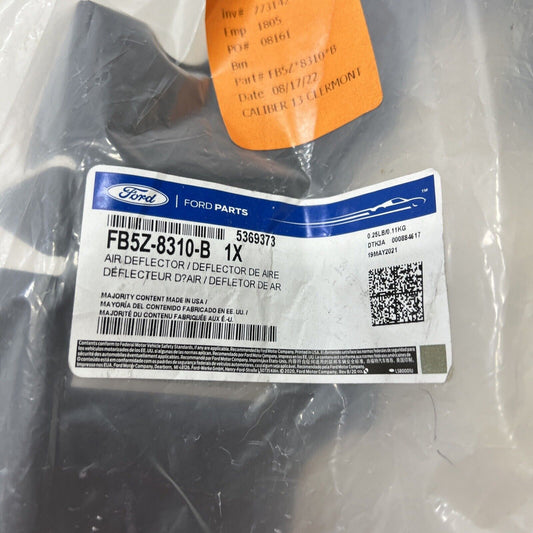 Inv# 773142
Emp 1805
PO# 08161
Bin
Part# FB5Z*8310*B
Date 08/17/22
CALIBER 13 CLERMONT
Ford
FORD PARTS
TM
5369373
FB5Z-8310-B 1X
AIR DEFLECTOR / DEFLECTOR DE AIRE
DÉFLECTEUR D?AIR / DEFLETOR DE AR
0.25LB/0.11KG
DTHJA 000884617
19MAY2021
MAJORITY CONTENT MADE IN USA /
MAYORÍA DEL CONTENIDO FABRICADO EN EE. UU. /
MAJORITÉ DU CONTENU FABRIQUÉE AUX É.-U.